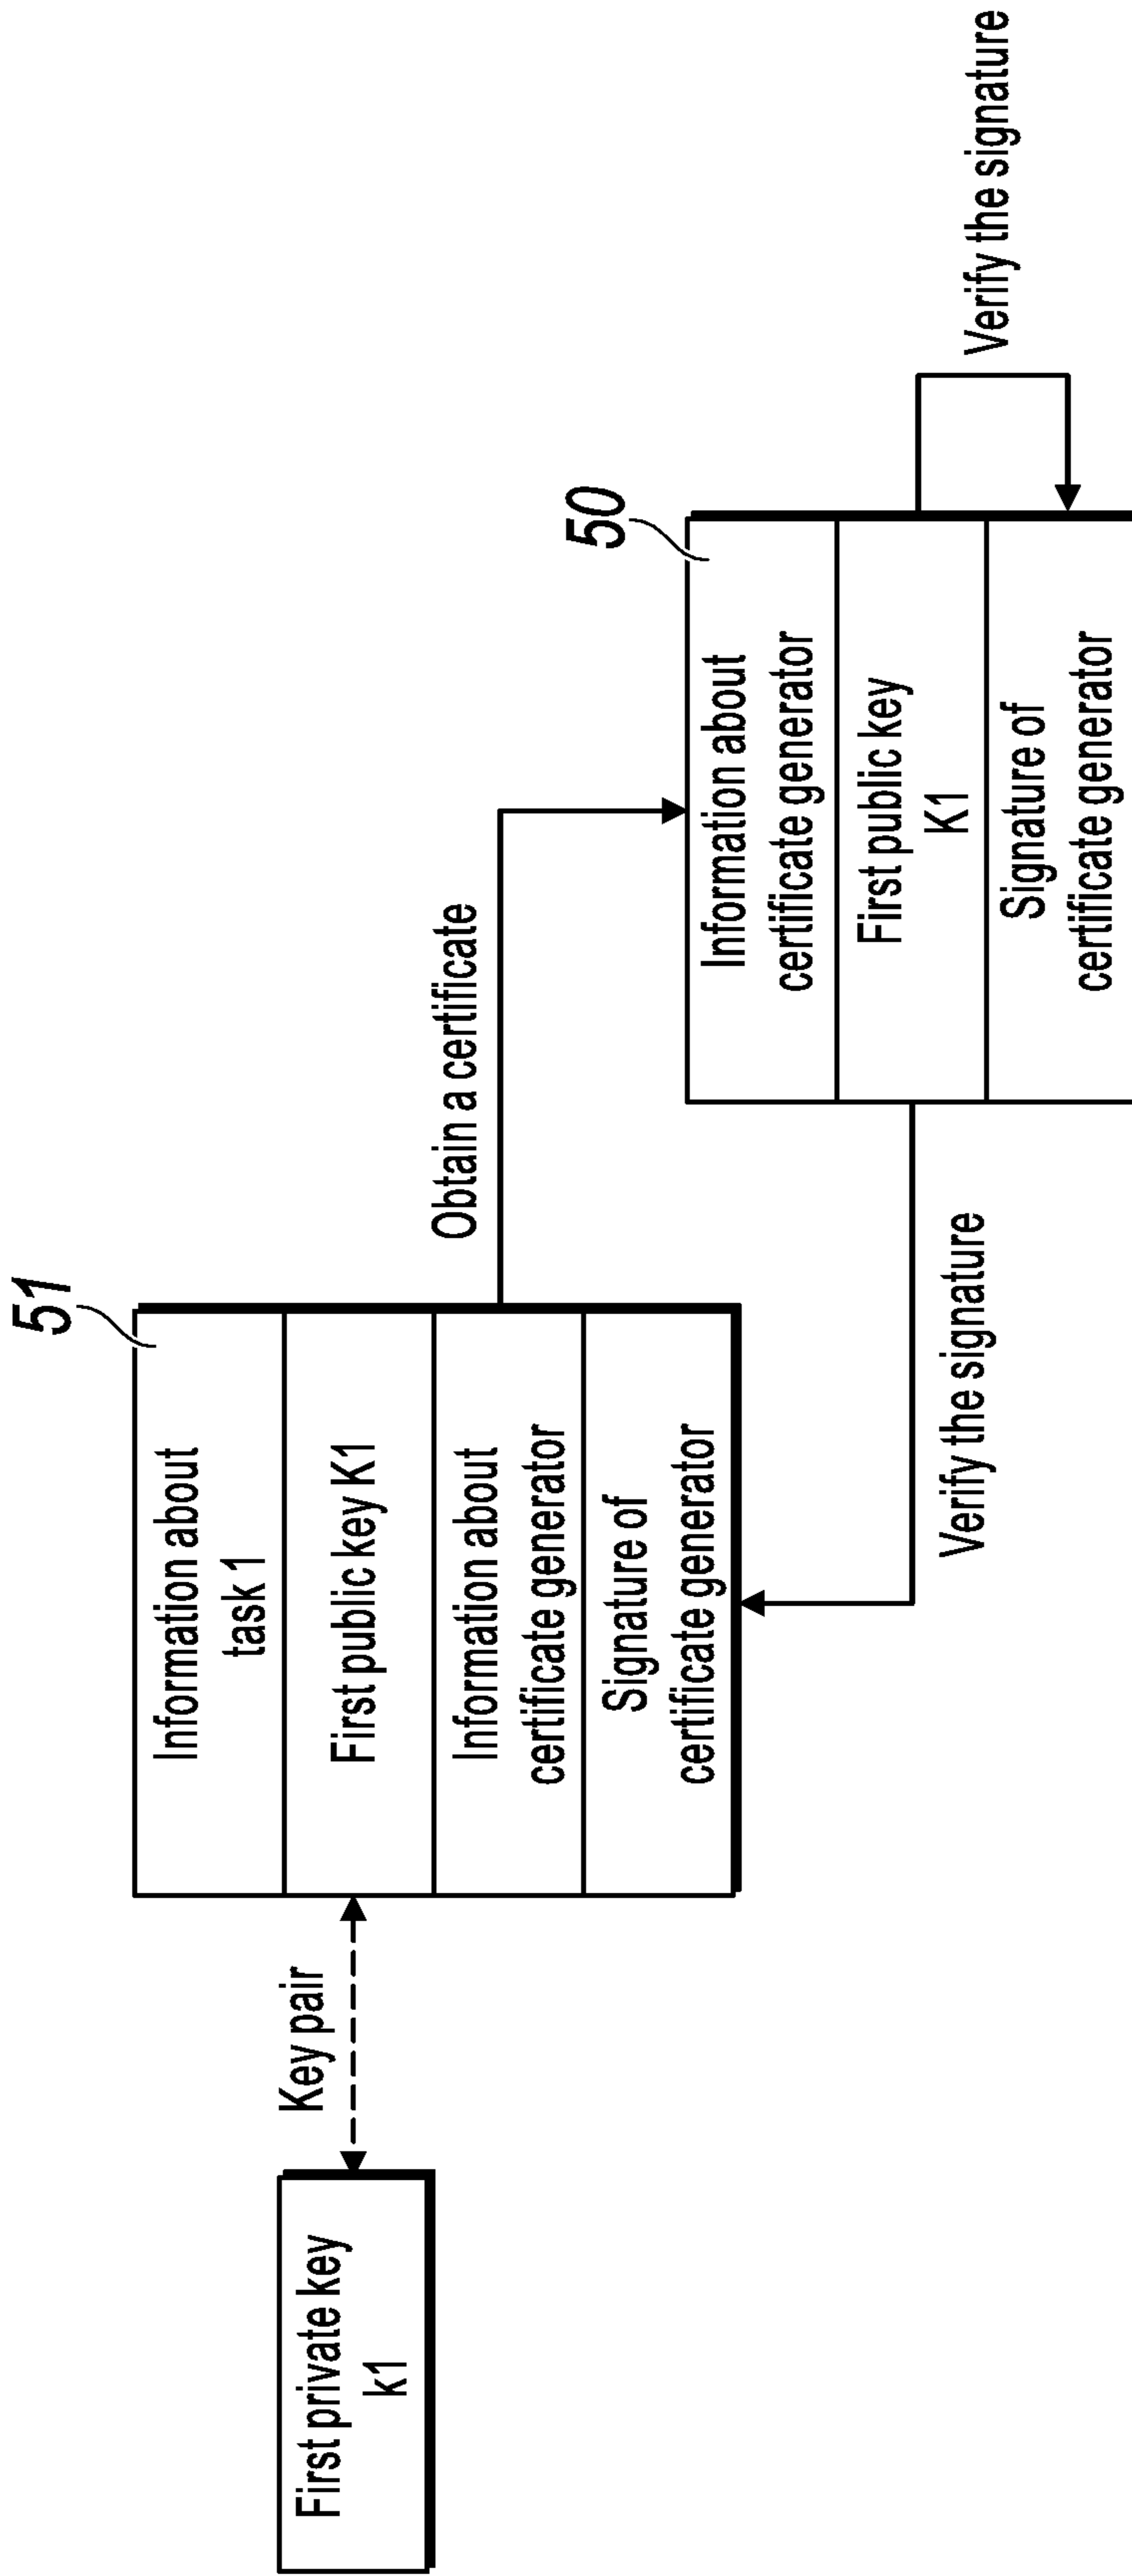 51
Information about
task 1
First public key K1
Information about
certificate generator
Signature of
certificate generator
Key pair
First private key
k1
Obtain a certificate
50
Information about
certificate generator
First public key
K1
Signature of
certificate generator
Verify the signature
Verify the signature